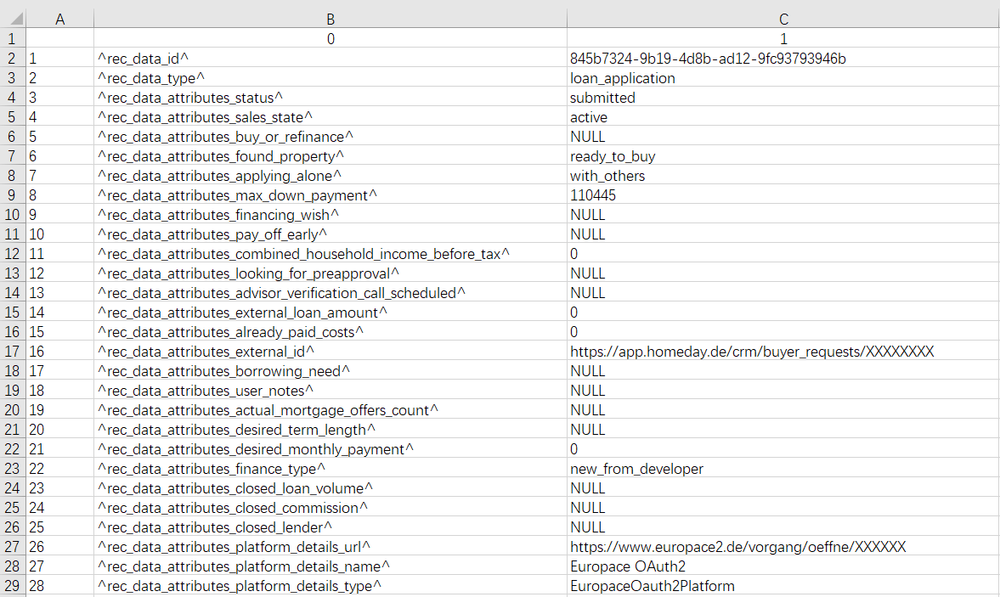 A B C
1 0 1
2 1 ^rec_data_id^ 845b7324-9b19-4d8b-ad12-9fc93793946b
3 2 ^rec_data_type^ loan_application
4 3 ^rec_data_attributes_status^ submitted
5 4 ^rec_data_attributes_sales_state^ active
6 5 ^rec_data_attributes_buy_or_refinance^ NULL
7 6 ^rec_data_attributes_found_property^ ready_to_buy
8 7 ^rec_data_attributes_applying_alone^ with_others
9 8 ^rec_data_attributes_max_down_payment^ 110445
10 9 ^rec_data_attributes_financing_wish^ NULL
11 10 ^rec_data_attributes_pay_off_early^ NULL
12 11 ^rec_data_attributes_combined_household_income_before_tax^ 0
13 12 ^rec_data_attributes_looking_for_preapproval^ NULL
14 13 ^rec_data_attributes_advisor_verification_call_scheduled^ NULL
15 14 ^rec_data_attributes_external_loan_amount^ 0
16 15 ^rec_data_attributes_already_paid_costs^ 0
17 16 ^rec_data_attributes_external_id^ https://app.homeday.de/crm/buyer_requests/XXXXXXXX
18 17 ^rec_data_attributes_borrowing_need^ NULL
19 18 ^rec_data_attributes_user_notes^ NULL
20 19 ^rec_data_attributes_actual_mortgage_offers_count^ NULL
21 20 ^rec_data_attributes_desired_term_length^ NULL
22 21 ^rec_data_attributes_desired_monthly_payment^ 0
23 22 ^rec_data_attributes_finance_type^ new_from_developer
24 23 ^rec_data_attributes_closed_loan_volume^ NULL
25 24 ^rec_data_attributes_closed_commission^ NULL
26 25 ^rec_data_attributes_closed_lender^ NULL
27 26 ^rec_data_attributes_platform_details_url^ https://www.europace2.de/vorgang/oeffne/XXXXXX
28 27 ^rec_data_attributes_platform_details_name^ Europace OAuth2
29 28 ^rec_data_attributes_platform_details_type^ EuropaceOauth2Platform